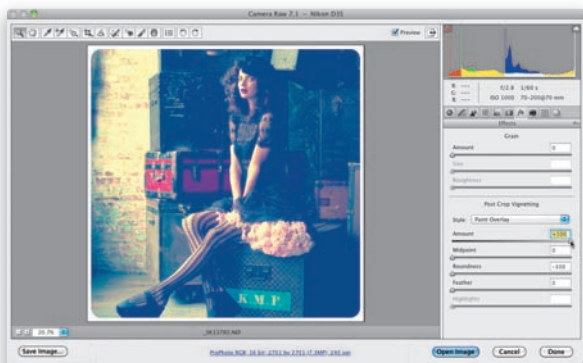 Camera Raw 7.1 – Nikon D3S
Preview
R: ---
G: ---
B: ---
f/2.8 1/60 s
ISO 1000 70-200@70 mm
Effects
Grain
Amount 0
Size
Roughness
Post Crop Vignetting
Style: Paint Overlay
Amount +100
Midpoint 0
Roundness -100
Feather 0
Highlights
K.M.P
20.7%
Save Image...
ProPhoto RGB; 16 bit; 2751 by 2751 (7.6MP); 240 ppi
Open Image
Cancel
Done